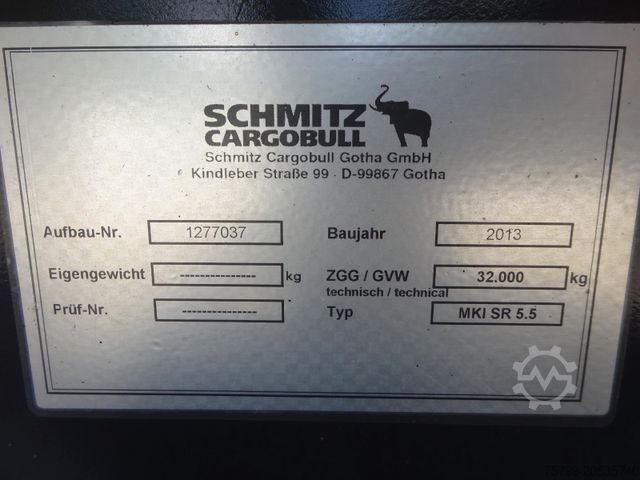 SCHMITZ
CARGOBULL
Schmitz Cargobull Gotha GmbH
Kindleber Straße 99 · D-99867 Gotha
Aufbau-Nr. 1277037 Baujahr 2013
Eigengewicht --------------- kg ZGG / GVW 32.000 kg
technisch / technical
Prüf-Nr. --------------- Typ MKI SR 5.5